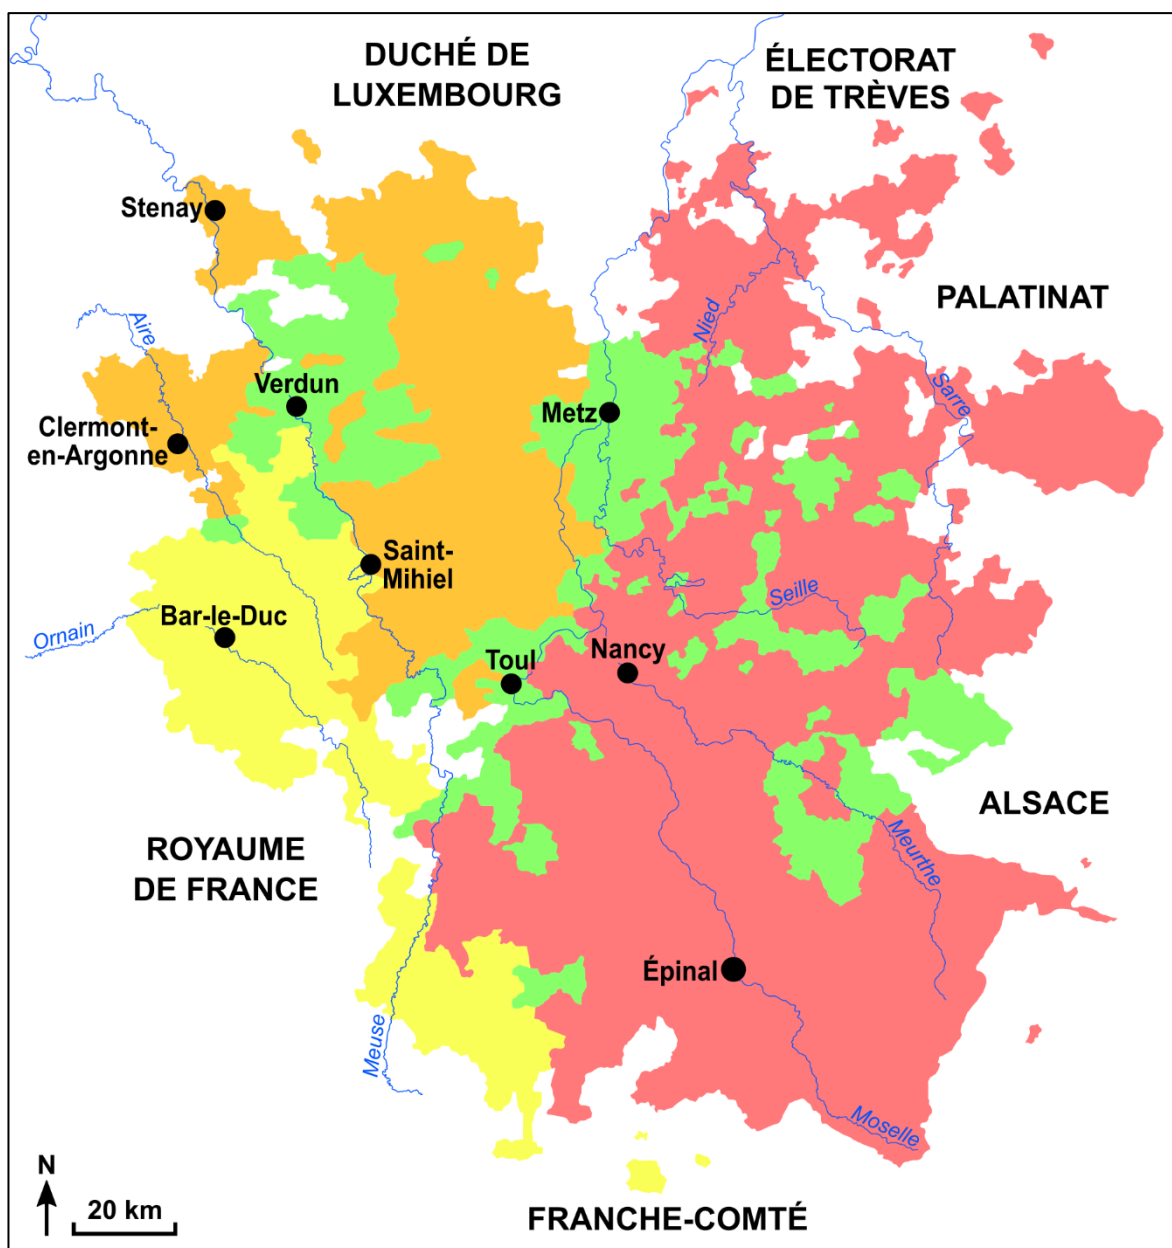 DUCHÉ DE
LUXEMBOURG
ÉLECTORAT
DE TRÈVES
Stenay
PALATINAT
Aire
Nied
Verdun
Sarre
Metz
Clermont-
en-Argonne
Saint-
Mihiel
Seille
Bar-le-Duc
Ornain
Toul
Nancy
ALSACE
ROYAUME
DE FRANCE
Meurthe
Épinal
Meuse
Moselle
N
20 km
FRANCHE-COMTÉ